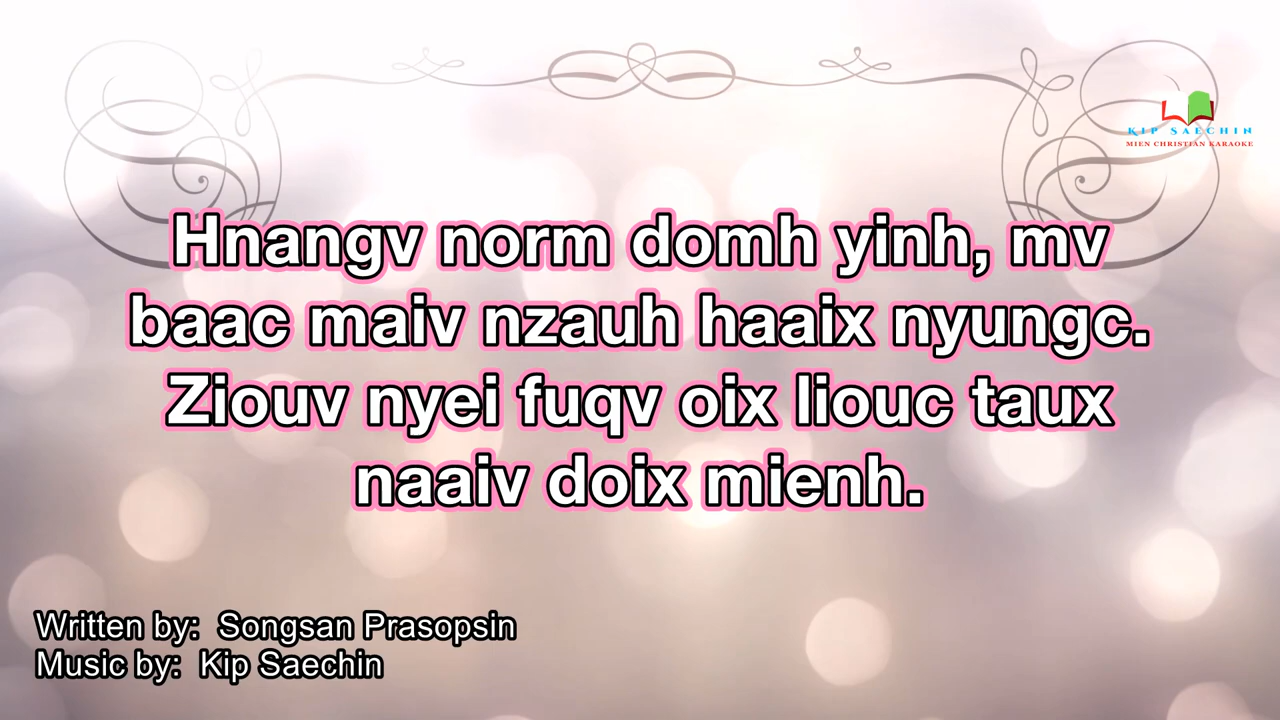 KIP SAECHIN
MIEN CHRISTIAN KARAOKE
Hnangv norm domh yinh, mv
baac maiv nzauh haaix nyungc.
Ziouv nyei fuqv oix liouc taux
naaiv doix mienh.
Written by:  Songsan Prasopsin
Music by:  Kip Saechin